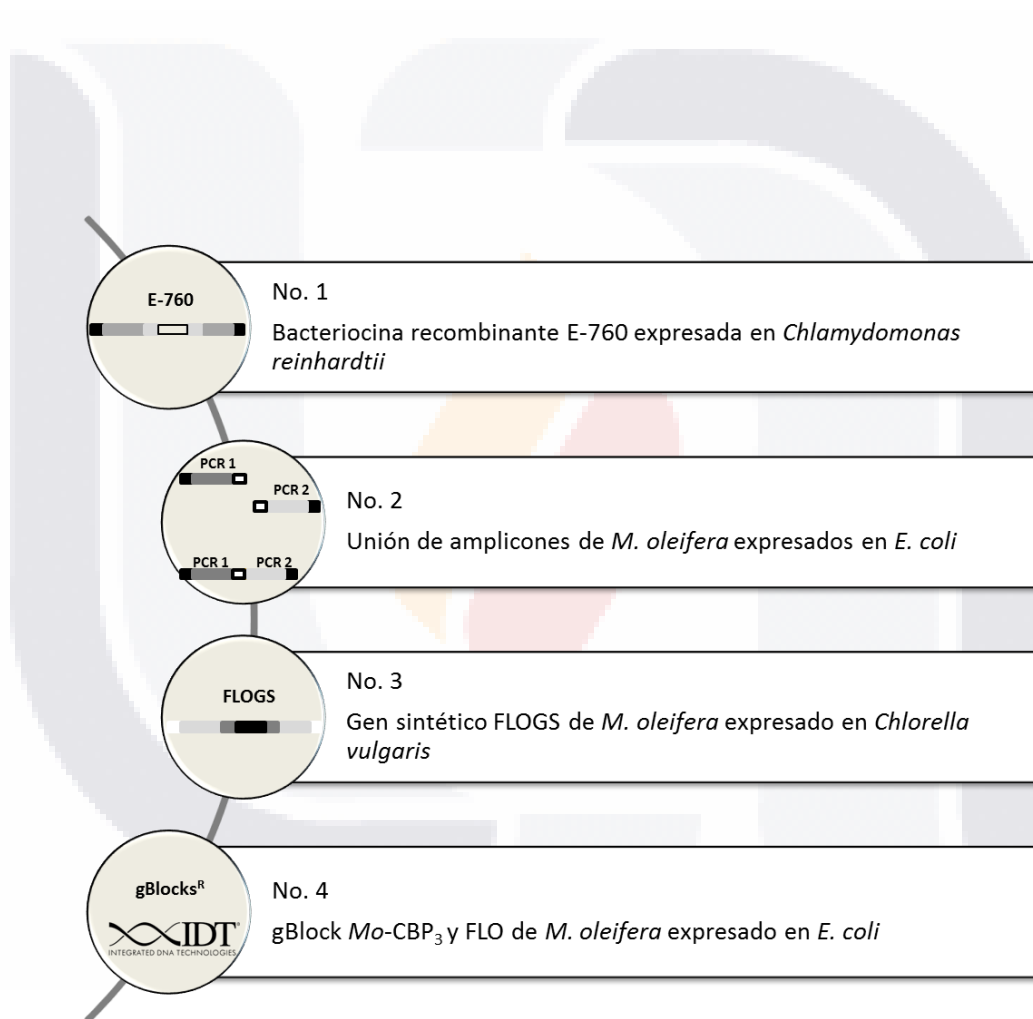 E-760
No. 1
Bacteriocina recombinante E-760 expresada en Chlamydomonas
reinhardtii
PCR 1
PCR 2
PCR 1 PCR 2
No. 2
Unión de amplicones de M. oleifera expresados en E. coli
FLOGS
No. 3
Gen sintético FLOGS de M. oleifera expresado en Chlorella
vulgaris
gBlocksᴿ
IDT
INTEGRATED DNA TECHNOLOGIES
No. 4
gBlock Mo-CBP₃ y FLO de M. oleifera expresado en E. coli